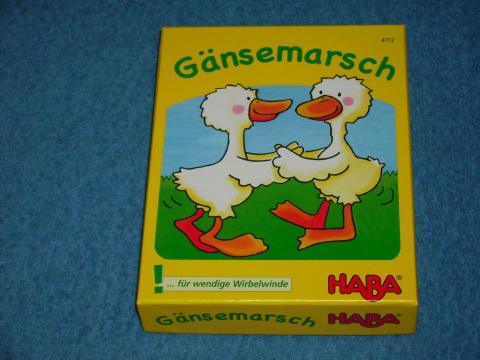 4712
Gänsemarsch
... für wendige Wirbelwinde
HABA®
Gänsemarsch HABA®